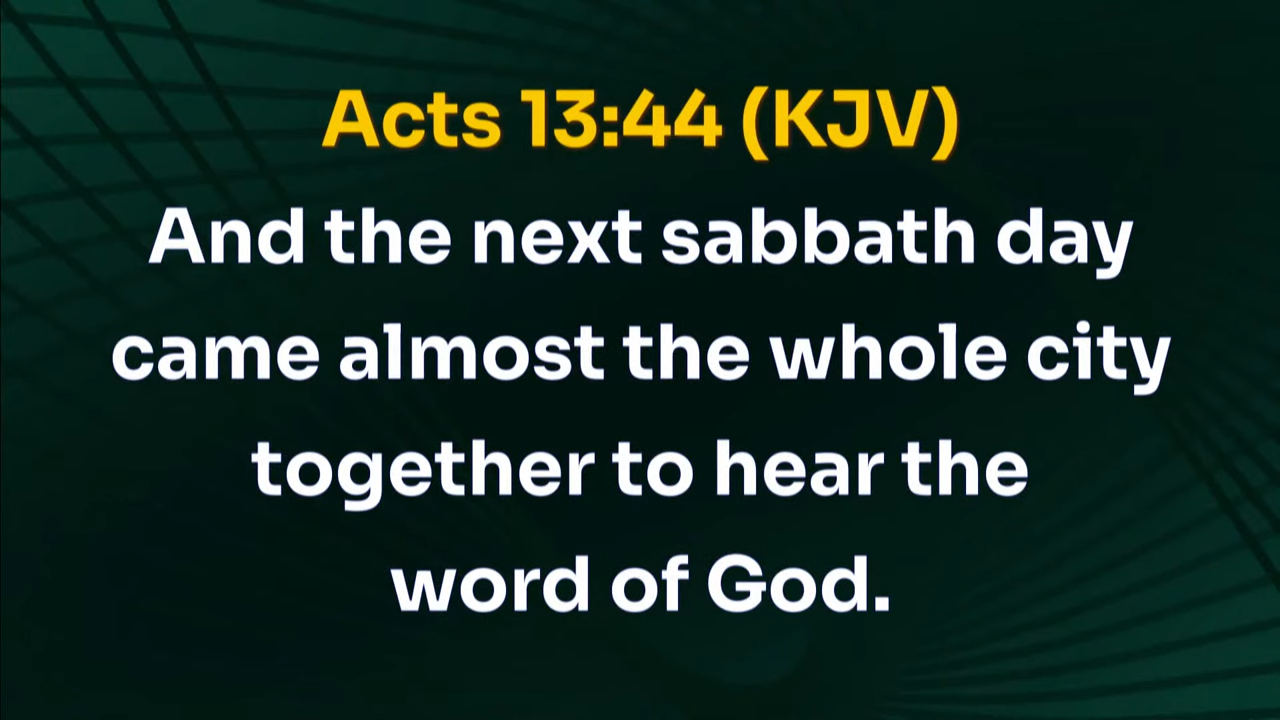 Acts 13:44 (KJV)
And the next sabbath day
came almost the whole city
together to hear the
word of God.